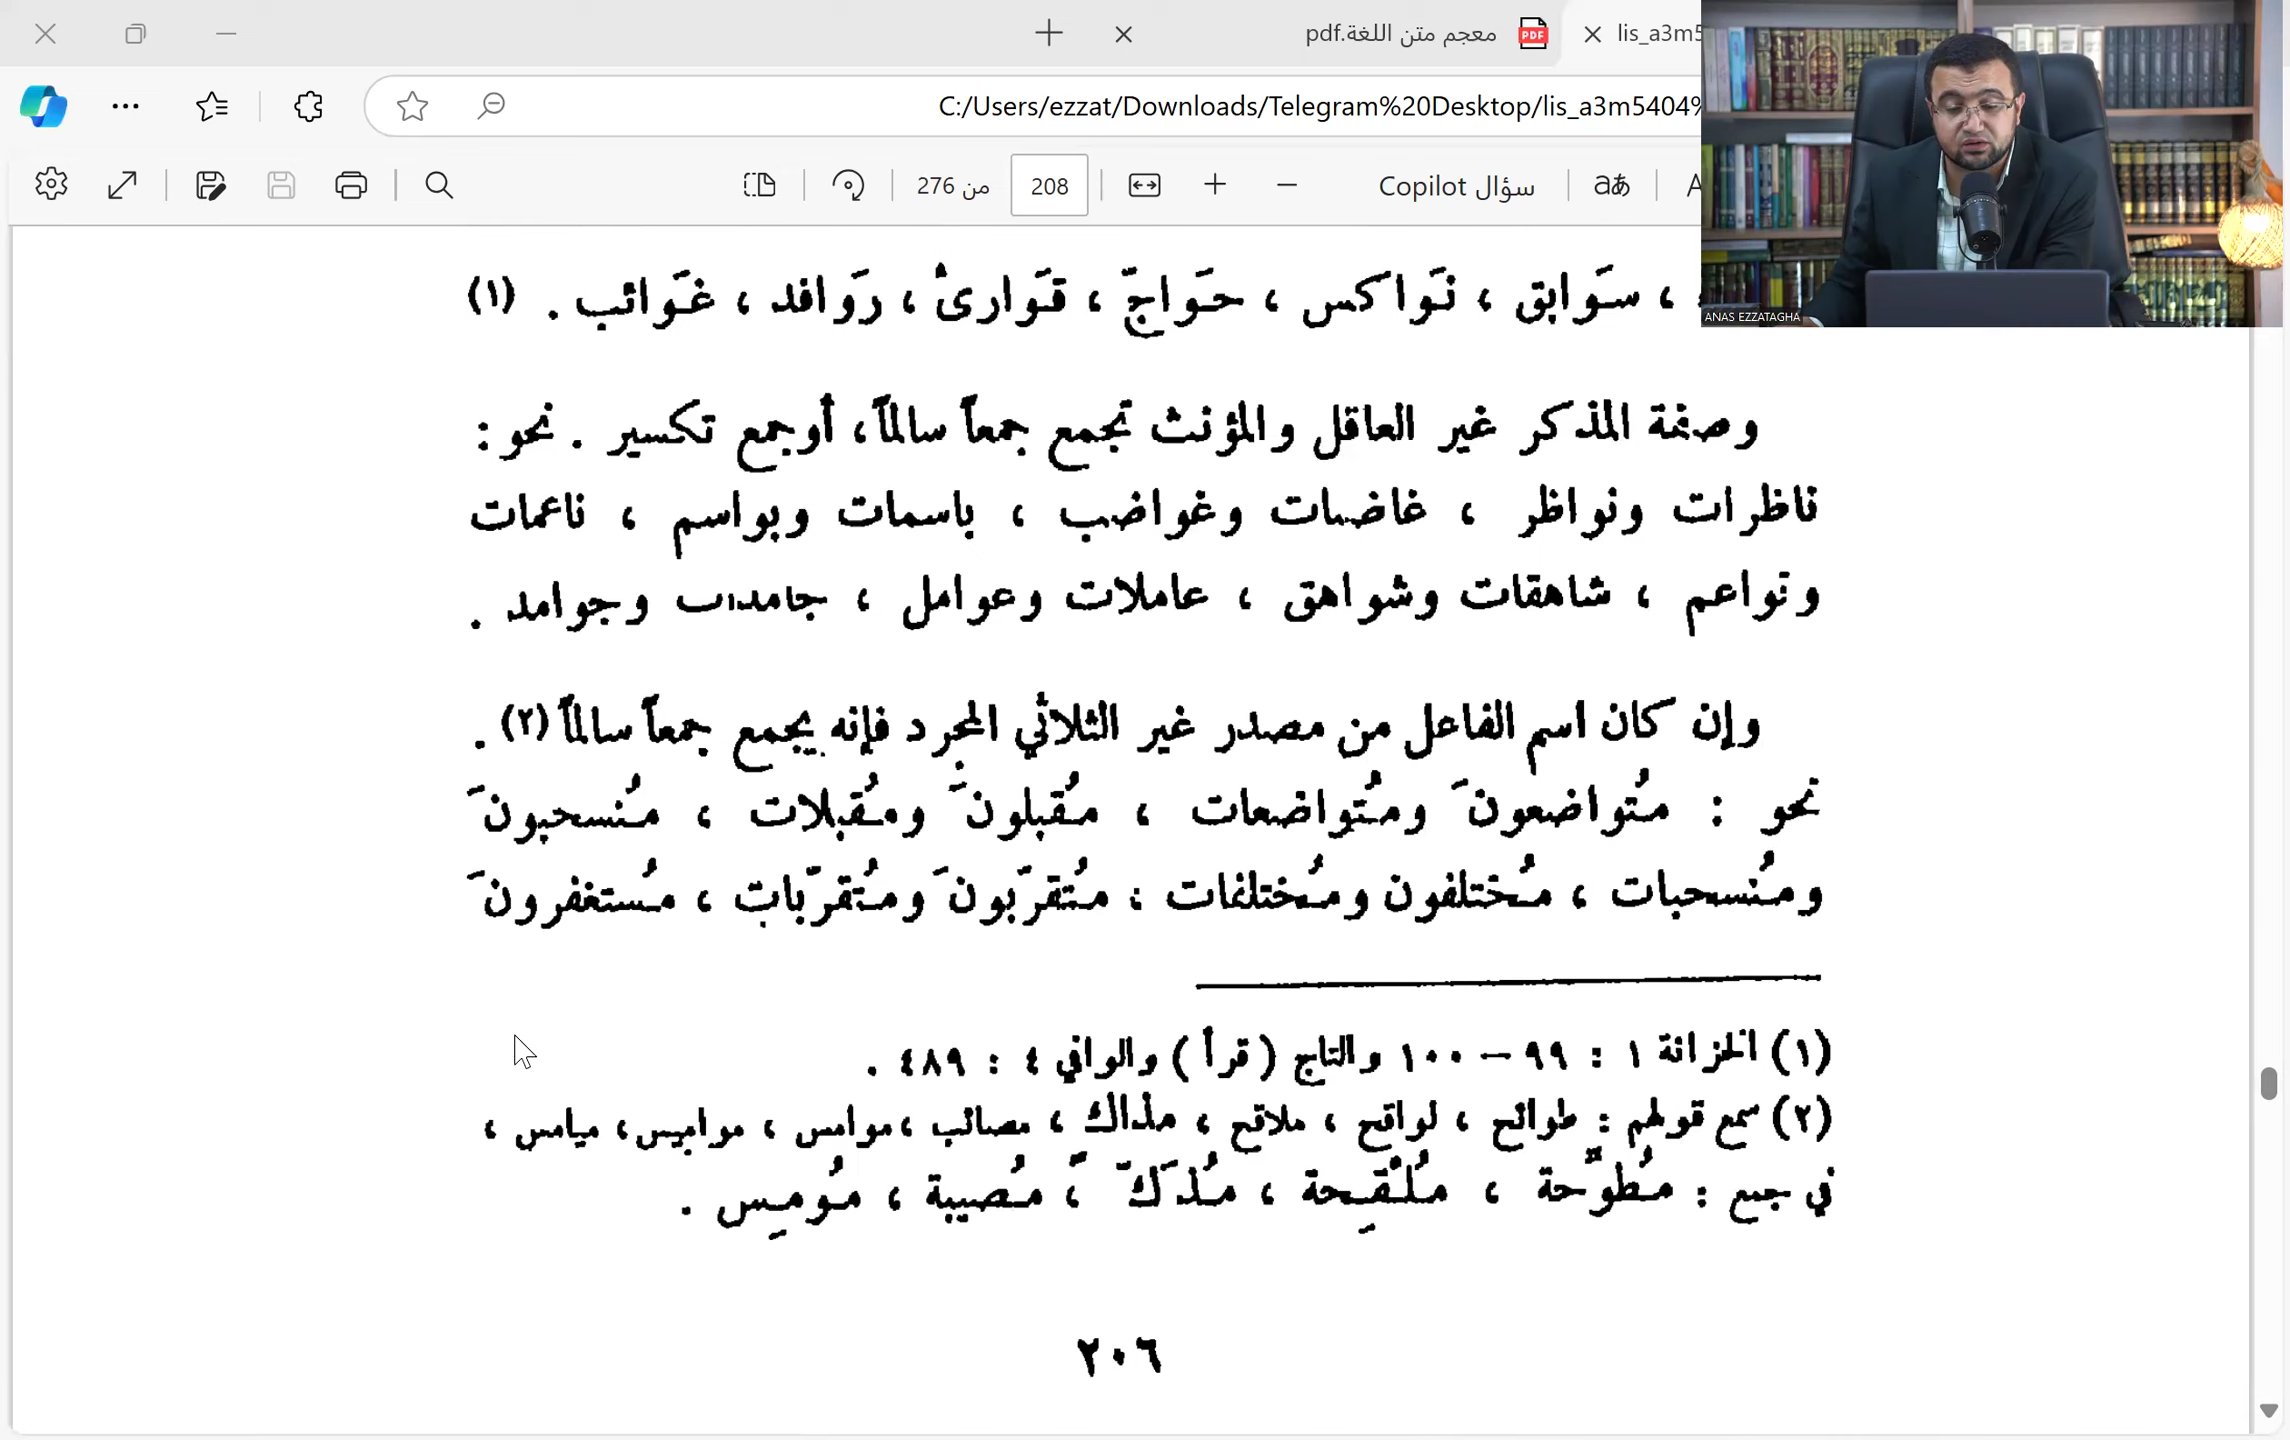 lis_a3m5
معجم متن اللغة.pdf
C:/Users/ezzat/Downloads/Telegram%20Desktop/lis_a3m5404%
سؤال Copilot
208
من 276
ANAS EZZATAGHA
، سَوابق ، نَواكس ، حَواجّ ، قَوارىُٔ ، رَوافد ، غَوائب . (١)
وصفة المذكر غير العاقل والمؤنث تجمع جمعاً سالماً، أوجمع تكسير . نحو :
ناظرات ونواظر ، غاضبات وغواضب ، باسمات وبواسم ، ناعمات
ونواعم ، شاهقات وشواهق ، عاملات وعوامل ، جامدات وجوامد .
وإن كان اسم الفاعل من مصدر غير الثلاثي المجرد فإنه يجمع جمعاً سالماً (٢) .
نحو : مُتواضعونَ ومُتواضعات ، مُقبلونَ ومُقبلات ، مُنسحبونَ
ومُنسحبات ، مُختلفون ومُختلفات ؛ مُتقرّبونَ ومُتقرّبات ، مُستغفرونَ
(١) الخزانة ١ : ٩٩ – ١٠٠ والتاج ( قرأ ) والوافي ٤ : ٤٨٩ .
(٢) سمع قولهم : طوائح ، لواقح ، ملاقح ، مذاكّ ، مصائب ، موامس ، مواميس ، ميامس ،
في جمع : مُطوّحة ، مُلْقِحة ، مُذَكّ ، مُصيبة ، مُومِس .
٢٠٦